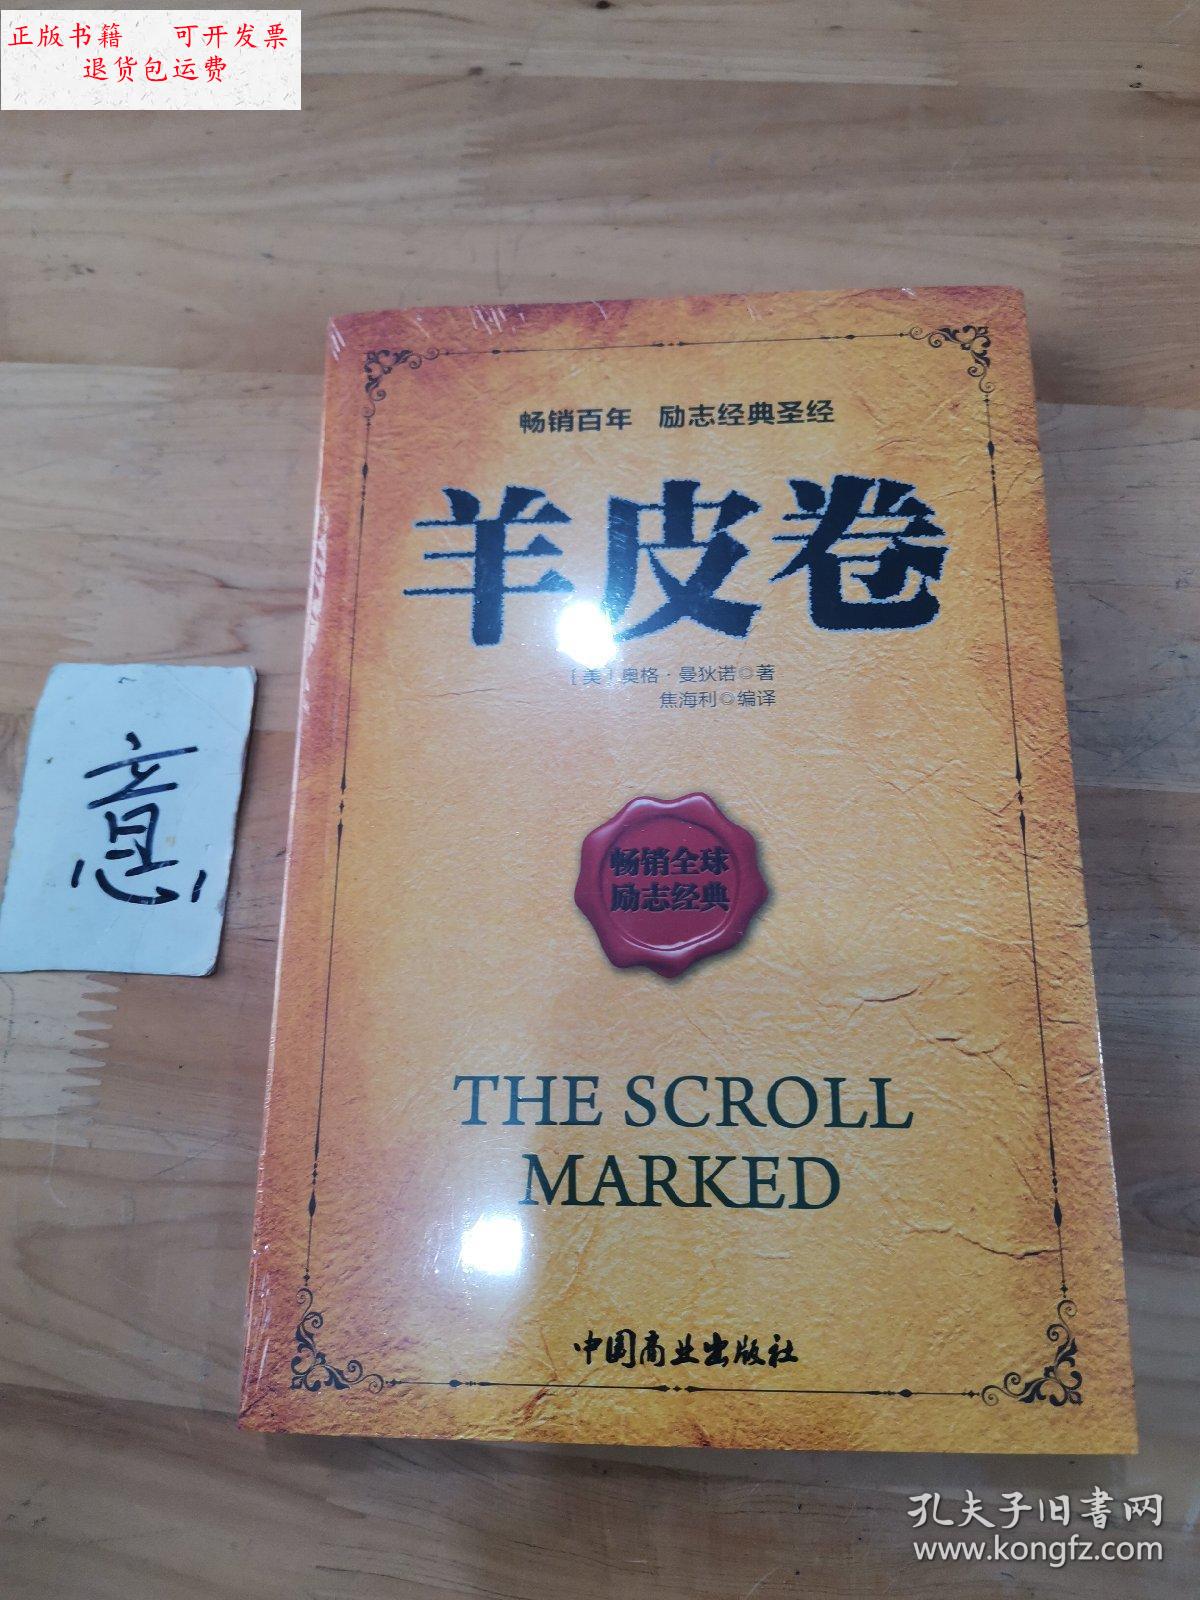 正版书籍 可开发票
退货包运费
畅销百年 励志经典圣经
羊皮卷
[美]奥格·曼狄诺◎著
焦海利◎编译
意
畅销全球
励志经典
THE SCROLL
MARKED
中国商业出版社
孔夫子旧书网
www.kongfz.com